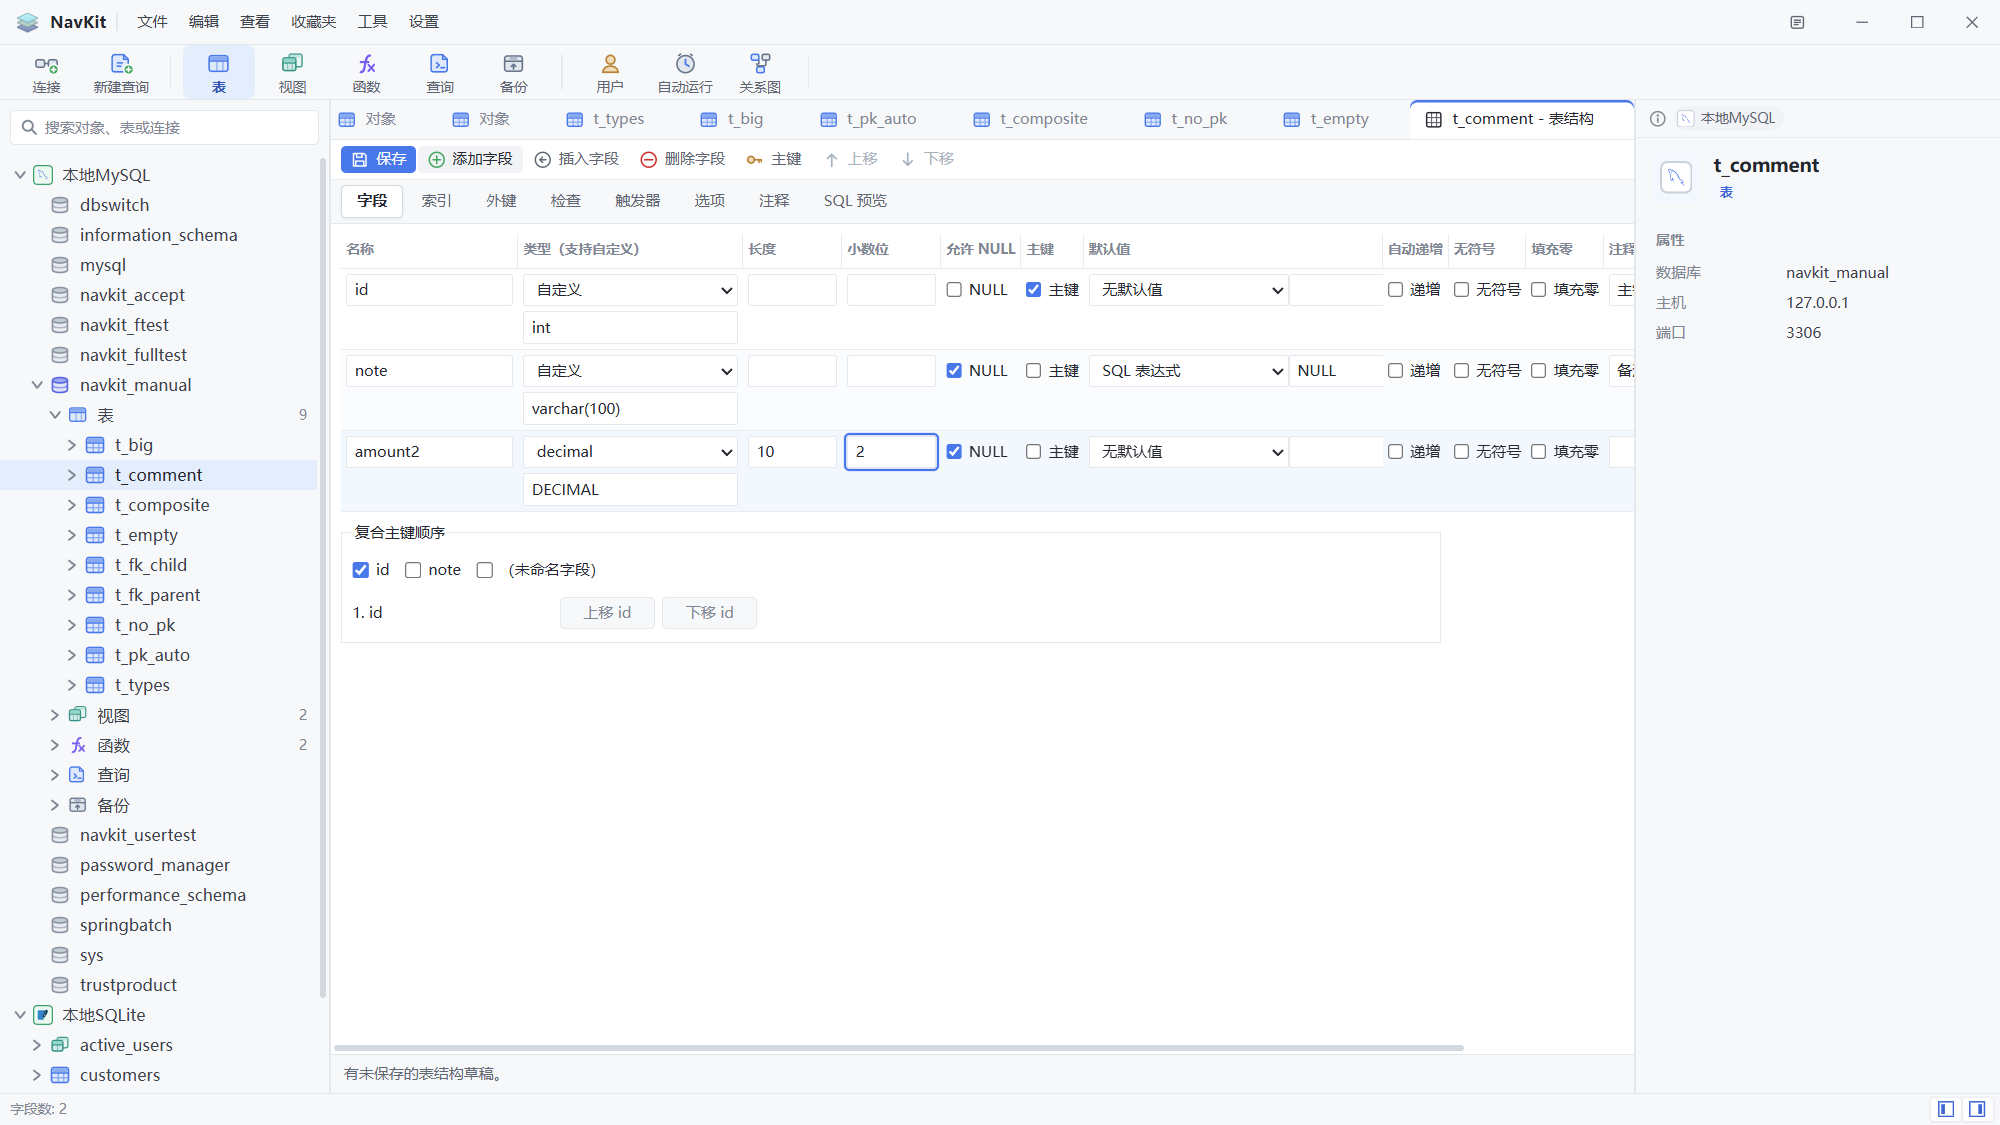 NavKit 文件 编辑 查看 收藏夹 工具 设置
连接 新建查询 表 视图 函数 查询 备份 用户 自动运行 关系图
搜索对象、表或连接
本地MySQL
dbswitch
information_schema
mysql
navkit_accept
navkit_ftest
navkit_fulltest
navkit_manual
表 9
t_big
t_comment
t_composite
t_empty
t_fk_child
t_fk_parent
t_no_pk
t_pk_auto
t_types
视图 2
函数 2
查询
备份
navkit_usertest
password_manager
performance_schema
springbatch
sys
trustproduct
本地SQLite
active_users
customers
对象 对象 t_types t_big t_pk_auto t_composite t_no_pk t_empty t_comment - 表结构
保存 添加字段 插入字段 删除字段 主键 上移 下移
字段 索引 外键 检查 触发器 选项 注释 SQL 预览
名称 类型（支持自定义） 长度 小数位 允许 NULL 主键 默认值 自动递增 无符号 填充零 注释
id 自定义 NULL 主键 无默认值 递增 无符号 填充零 主
int
note 自定义 NULL 主键 SQL 表达式 NULL 递增 无符号 填充零 备
varchar(100)
amount2 decimal 10 2 NULL 主键 无默认值 递增 无符号 填充零
DECIMAL
复合主键顺序
id note （未命名字段）
1. id 上移 id 下移 id
有未保存的表结构草稿。
本地MySQL
t_comment
表
属性
数据库 navkit_manual
主机 127.0.0.1
端口 3306
字段数: 2